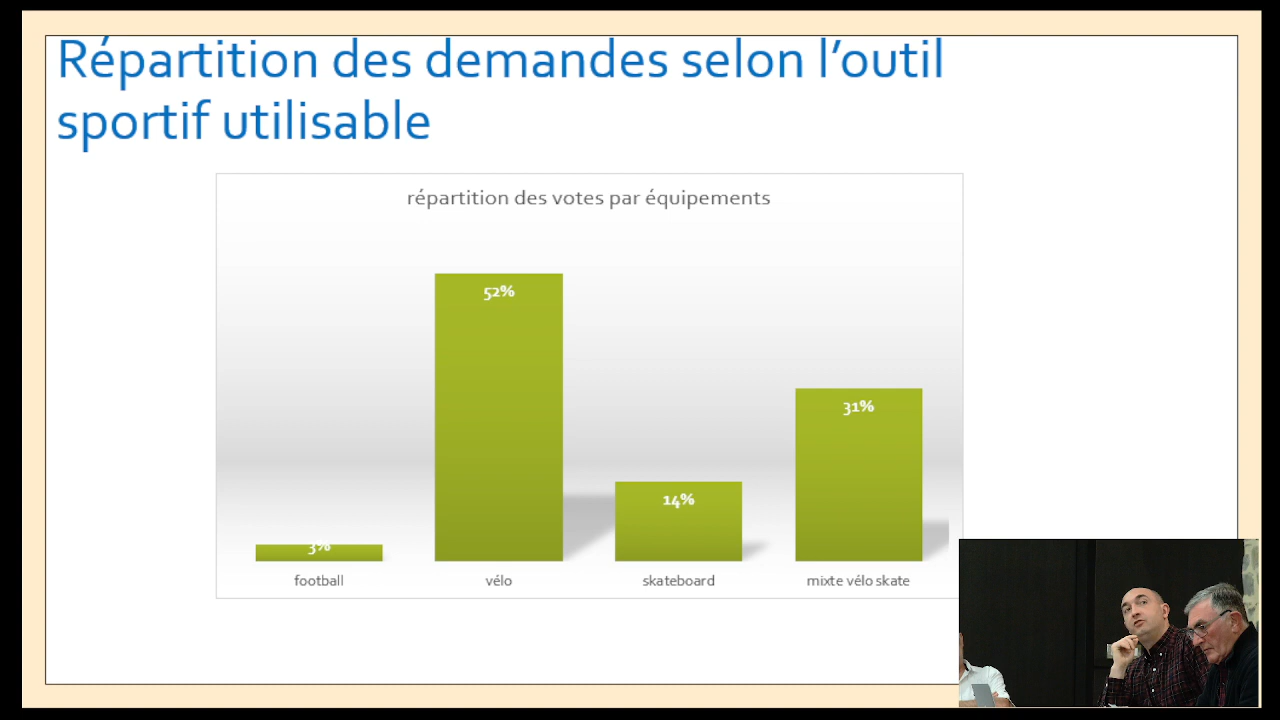 Répartition des demandes selon l’outil
sportif utilisable
répartition des votes par équipements
52%
31%
14%
3%
football vélo skateboard mixte vélo skate